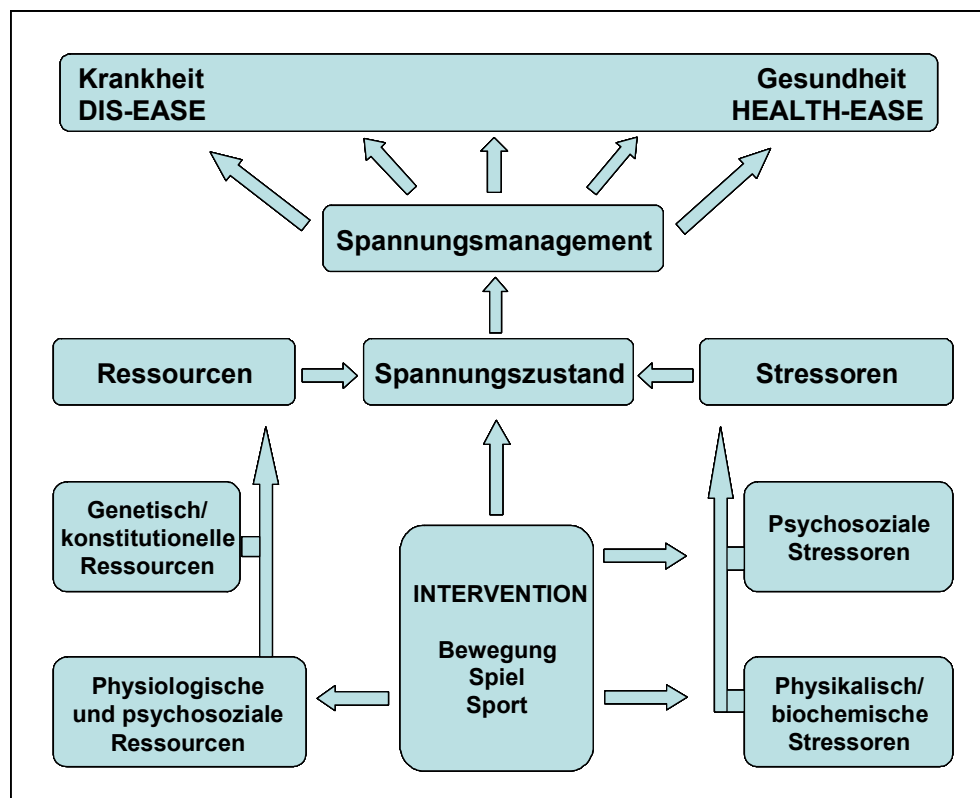 Krankheit
DIS-EASE
Gesundheit
HEALTH-EASE
Spannungsmanagement
Ressourcen
Spannungszustand
Stressoren
Genetisch/
konstitutionelle
Ressourcen
INTERVENTION
Bewegung
Spiel
Sport
Psychosoziale
Stressoren
Physiologische
und psychosoziale
Ressourcen
Physikalisch/
biochemische
Stressoren